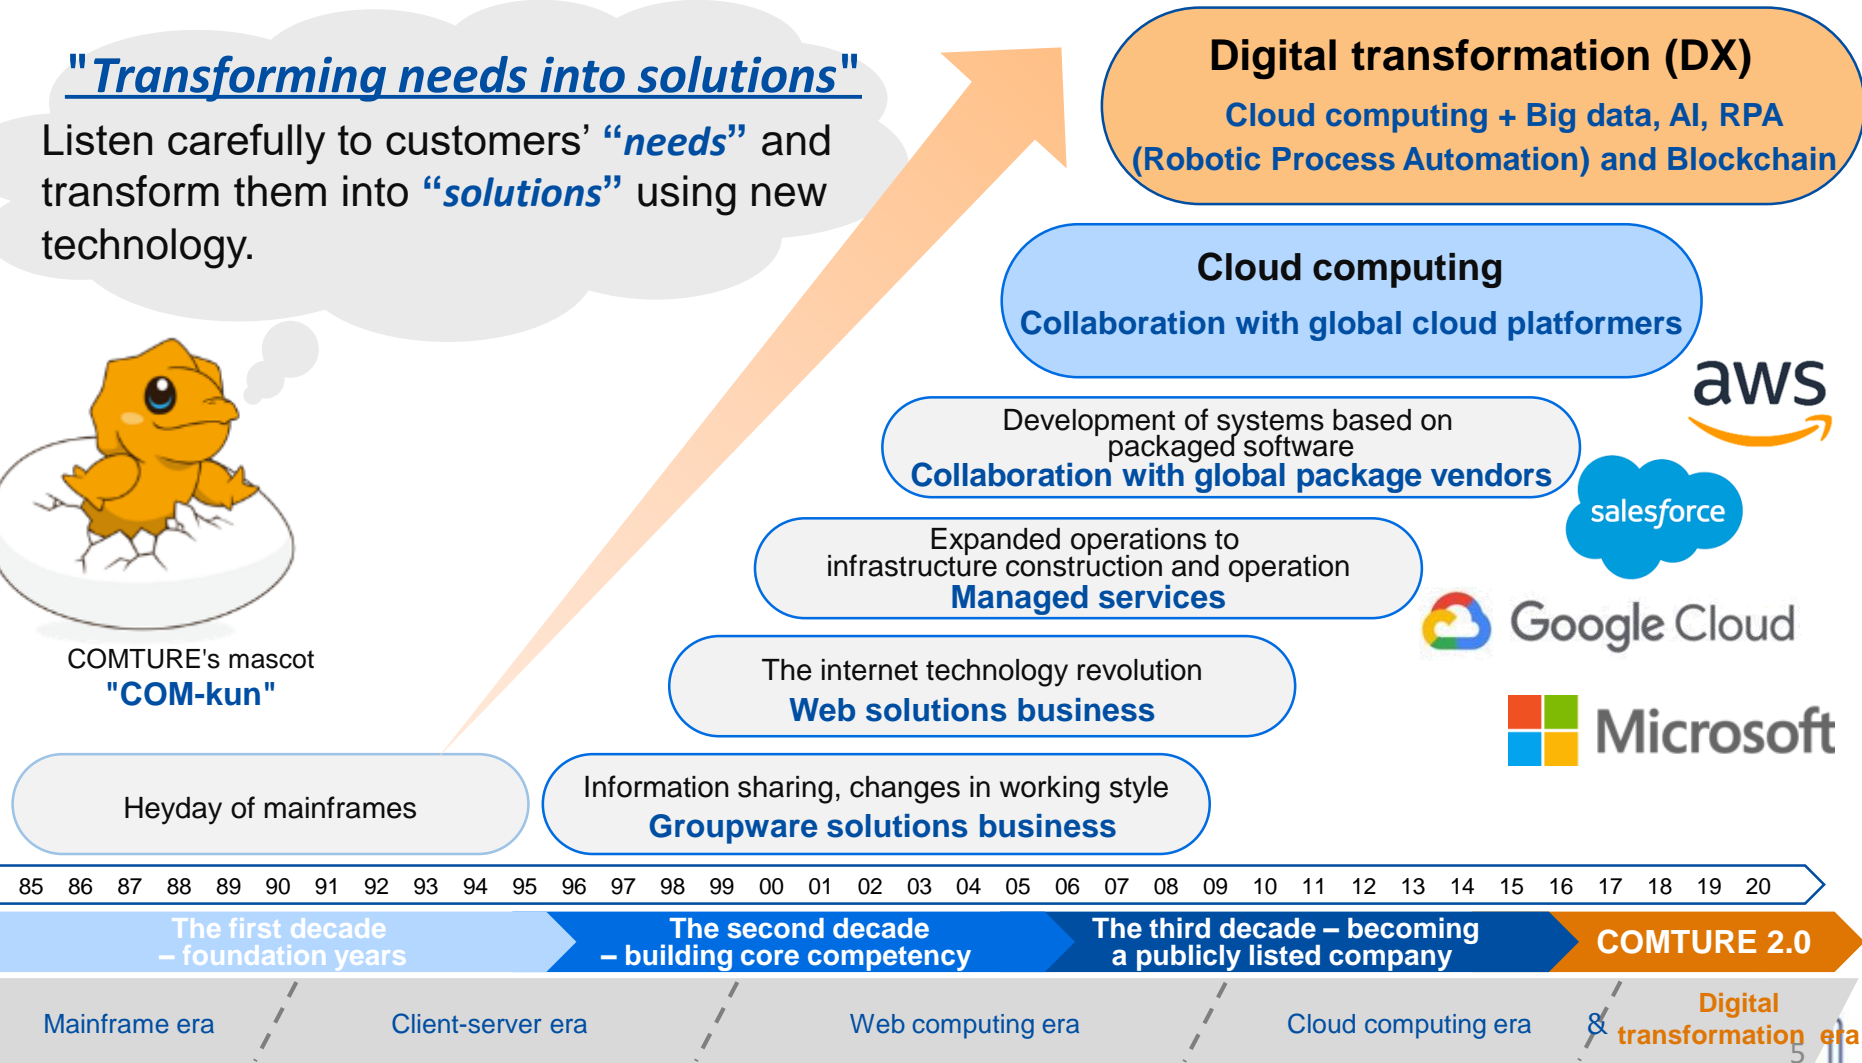 "Transforming needs into solutions"
Listen carefully to customers’ “needs” and
transform them into “solutions” using new
technology.
COMTURE's mascot
"COM-kun"
Digital transformation (DX)
Cloud computing + Big data, AI, RPA
(Robotic Process Automation) and Blockchain
Cloud computing
Collaboration with global cloud platformers
aws
Development of systems based on
packaged software
Collaboration with global package vendors
salesforce
Expanded operations to
infrastructure construction and operation
Managed services
Google Cloud
The internet technology revolution
Web solutions business
Microsoft
Heyday of mainframes
Information sharing, changes in working style
Groupware solutions business
85 86 87 88 89 90 91 92 93 94 95 96 97 98 99 00 01 02 03 04 05 06 07 08 09 10 11 12 13 14 15 16 17 18 19 20
The first decade
– foundation years
The second decade
– building core competency
The third decade – becoming
a publicly listed company
COMTURE 2.0
Mainframe era
Client-server era
Web computing era
Cloud computing era
&
Digital
transformation era
5